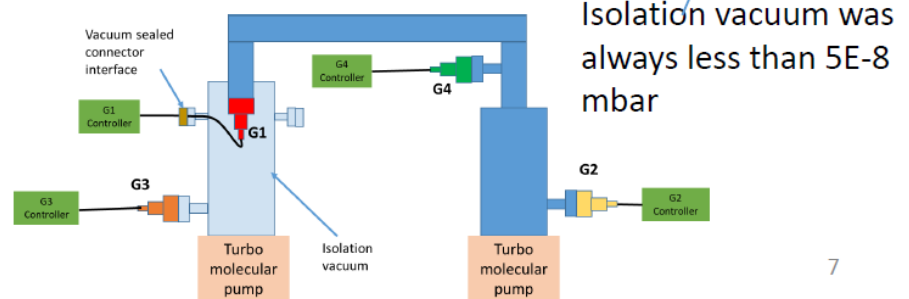 Isolation vacuum was
always less than 5E-8
mbar
Vacuum sealed
connector
interface
G4
Controller
G4
G1
Controller
G1
G3
G3
Controller
G2
G2
Controller
Turbo
molecular
pump
Isolation
vacuum
Turbo
molecular
pump
7